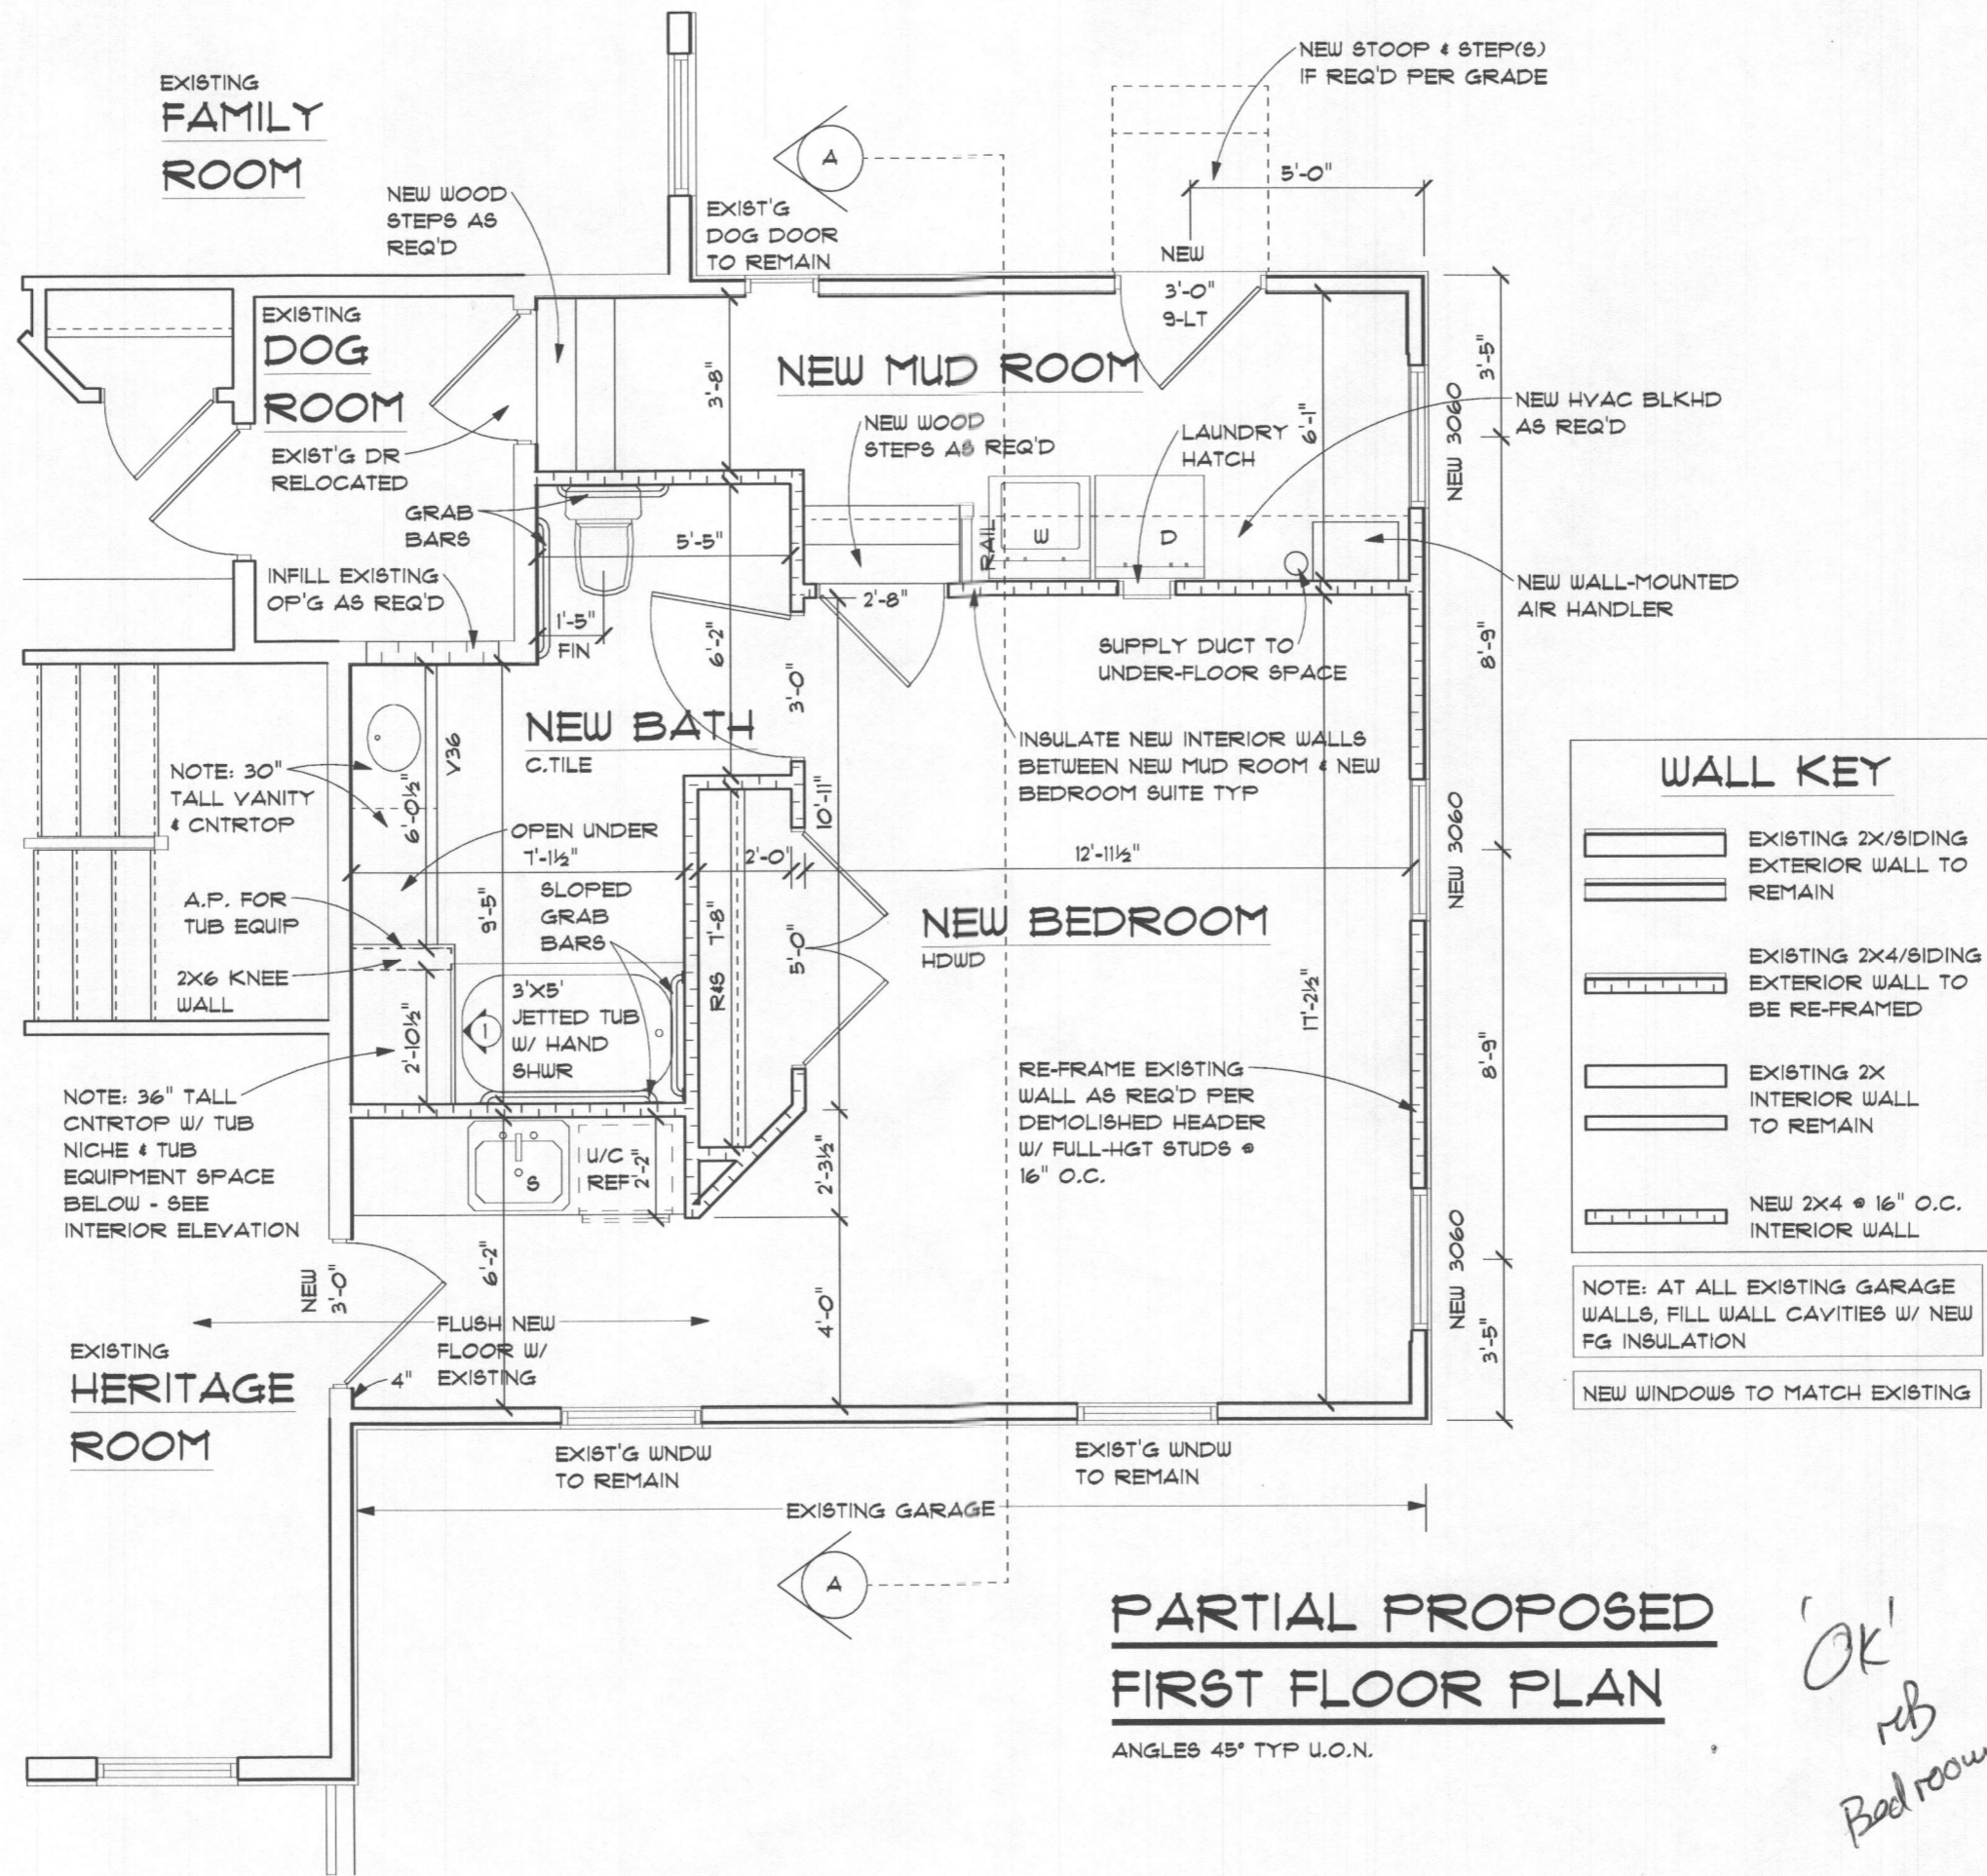 EXISTING
FAMILY
ROOM
NEW WOOD
STEPS AS
REQ'D
EXIST'G
DOG DOOR
TO REMAIN
A
NEW STOOP & STEP(S)
IF REQ'D PER GRADE
5'-0"
NEW
3'-0"
9-LT
EXISTING
DOG
ROOM
EXIST'G DR
RELOCATED
3'-8"
NEW MUD ROOM
NEW WOOD
STEPS AS REQ'D
LAUNDRY
HATCH
6'-1"
3'-5"
NEW 3060
NEW HVAC BLKHD
AS REQ'D
GRAB
BARS
5'-5"
RAIL
W
D
INFILL EXISTING
OP'G AS REQ'D
1'-5"
FIN
6'-2"
2'-8"
3'-0"
NEW WALL-MOUNTED
AIR HANDLER
SUPPLY DUCT TO
UNDER-FLOOR SPACE
8'-9"
NEW BATH
C.TILE
V36
6'-0½"
NOTE: 30"
TALL VANITY
& CNTRTOP
INSULATE NEW INTERIOR WALLS
BETWEEN NEW MUD ROOM & NEW
BEDROOM SUITE TYP
10'-11"
OPEN UNDER
7'-1½"
2'-0"
12'-11½"
NEW 3060
A.P. FOR
TUB EQUIP
9'-5"
SLOPED
GRAB
BARS
7'-8"
R&S
5'-0"
NEW BEDROOM
HDWD
2X6 KNEE
WALL
3'X5'
JETTED TUB
W/ HAND
SHWR
1
2'-10½"
17'-2½"
RE-FRAME EXISTING
WALL AS REQ'D PER
DEMOLISHED HEADER
W/ FULL-HGT STUDS @
16" O.C.
8'-9"
NOTE: 36" TALL
CNTRTOP W/ TUB
NICHE & TUB
EQUIPMENT SPACE
BELOW - SEE
INTERIOR ELEVATION
S
U/C
REF
2'-2"
2'-3½"
NEW 3060
NEW
3'-0"
6'-2"
4'-0"
3'-5"
FLUSH NEW
FLOOR W/
EXISTING
4"
EXISTING
HERITAGE
ROOM
EXIST'G WNDW
TO REMAIN
EXIST'G WNDW
TO REMAIN
EXISTING GARAGE
A
WALL KEY
EXISTING 2X/SIDING
EXTERIOR WALL TO
REMAIN
EXISTING 2X4/SIDING
EXTERIOR WALL TO
BE RE-FRAMED
EXISTING 2X
INTERIOR WALL
TO REMAIN
NEW 2X4 @ 16" O.C.
INTERIOR WALL
NOTE: AT ALL EXISTING GARAGE
WALLS, FILL WALL CAVITIES W/ NEW
FG INSULATION
NEW WINDOWS TO MATCH EXISTING
PARTIAL PROPOSED
FIRST FLOOR PLAN
ANGLES 45° TYP U.O.N.
'OK'
Bedroom